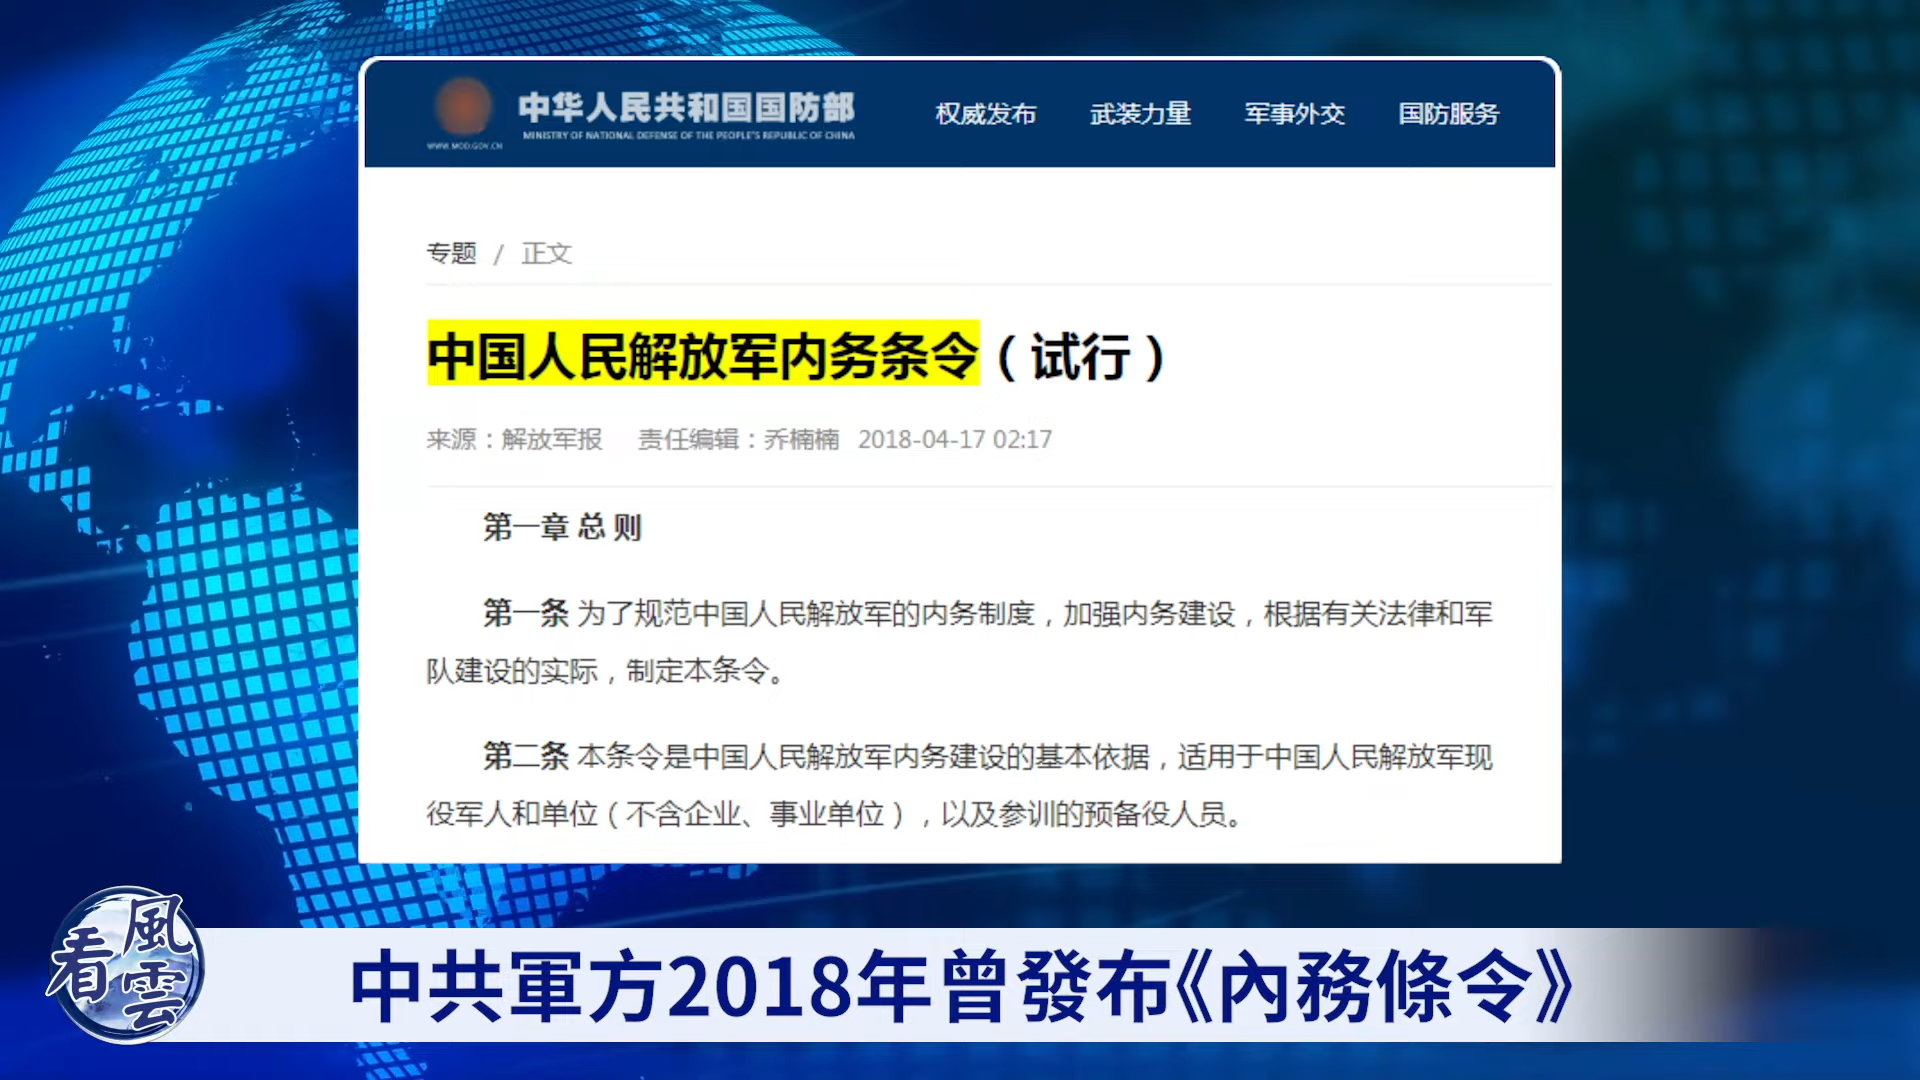 中华人民共和国国防部
MINISTRY OF NATIONAL DEFENSE OF THE PEOPLE'S REPUBLIC OF CHINA
WWW.MOD.GOV.CN
权威发布 武装力量 军事外交 国防服务
专题 / 正文
中国人民解放军内务条令（试行）
来源：解放军报 责任编辑：乔楠楠 2018-04-17 02:17
第一章 总 则
第一条 为了规范中国人民解放军的内务制度，加强内务建设，根据有关法律和军
队建设的实际，制定本条令。
第二条 本条令是中国人民解放军内务建设的基本依据，适用于中国人民解放军现
役军人和单位（不含企业、事业单位），以及参训的预备役人员。
看風雲
中共軍方2018年曾發布《內務條令》